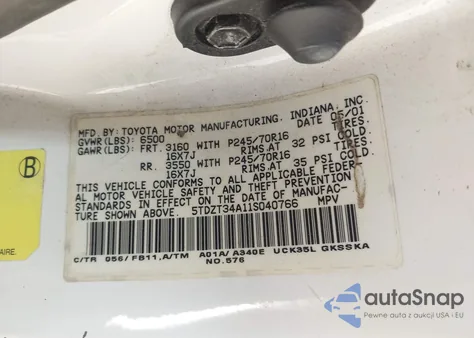 MFD. BY: TOYOTA MOTOR MANUFACTURING, INDIANA, INC.
GVWR(LBS): 6500 DATE 05/01
GAWR(LBS): FRT. 3160 WITH P245/70R16 TIRES.
16X7J RIMS.AT 32 PSI COLD.
RR. 3550 WITH P245/70R16 TIRES.
16X7J RIMS.AT 35 PSI COLD.
THIS VEHICLE CONFORMS TO ALL APPLICABLE FEDER-
AL MOTOR VEHICLE SAFETY AND THEFT PREVENTION
STANDARDS IN EFFECT ON THE DATE OF MANUFAC-
TURE SHOWN ABOVE. 5TDZT34A11S040766 MPV
C/TR 056/FB11,A/TM A01A/A340E UCK35L GKSSKA
NO.576
B
AIRE.
autoSnap
Pewne auta z aukcji USA i EU